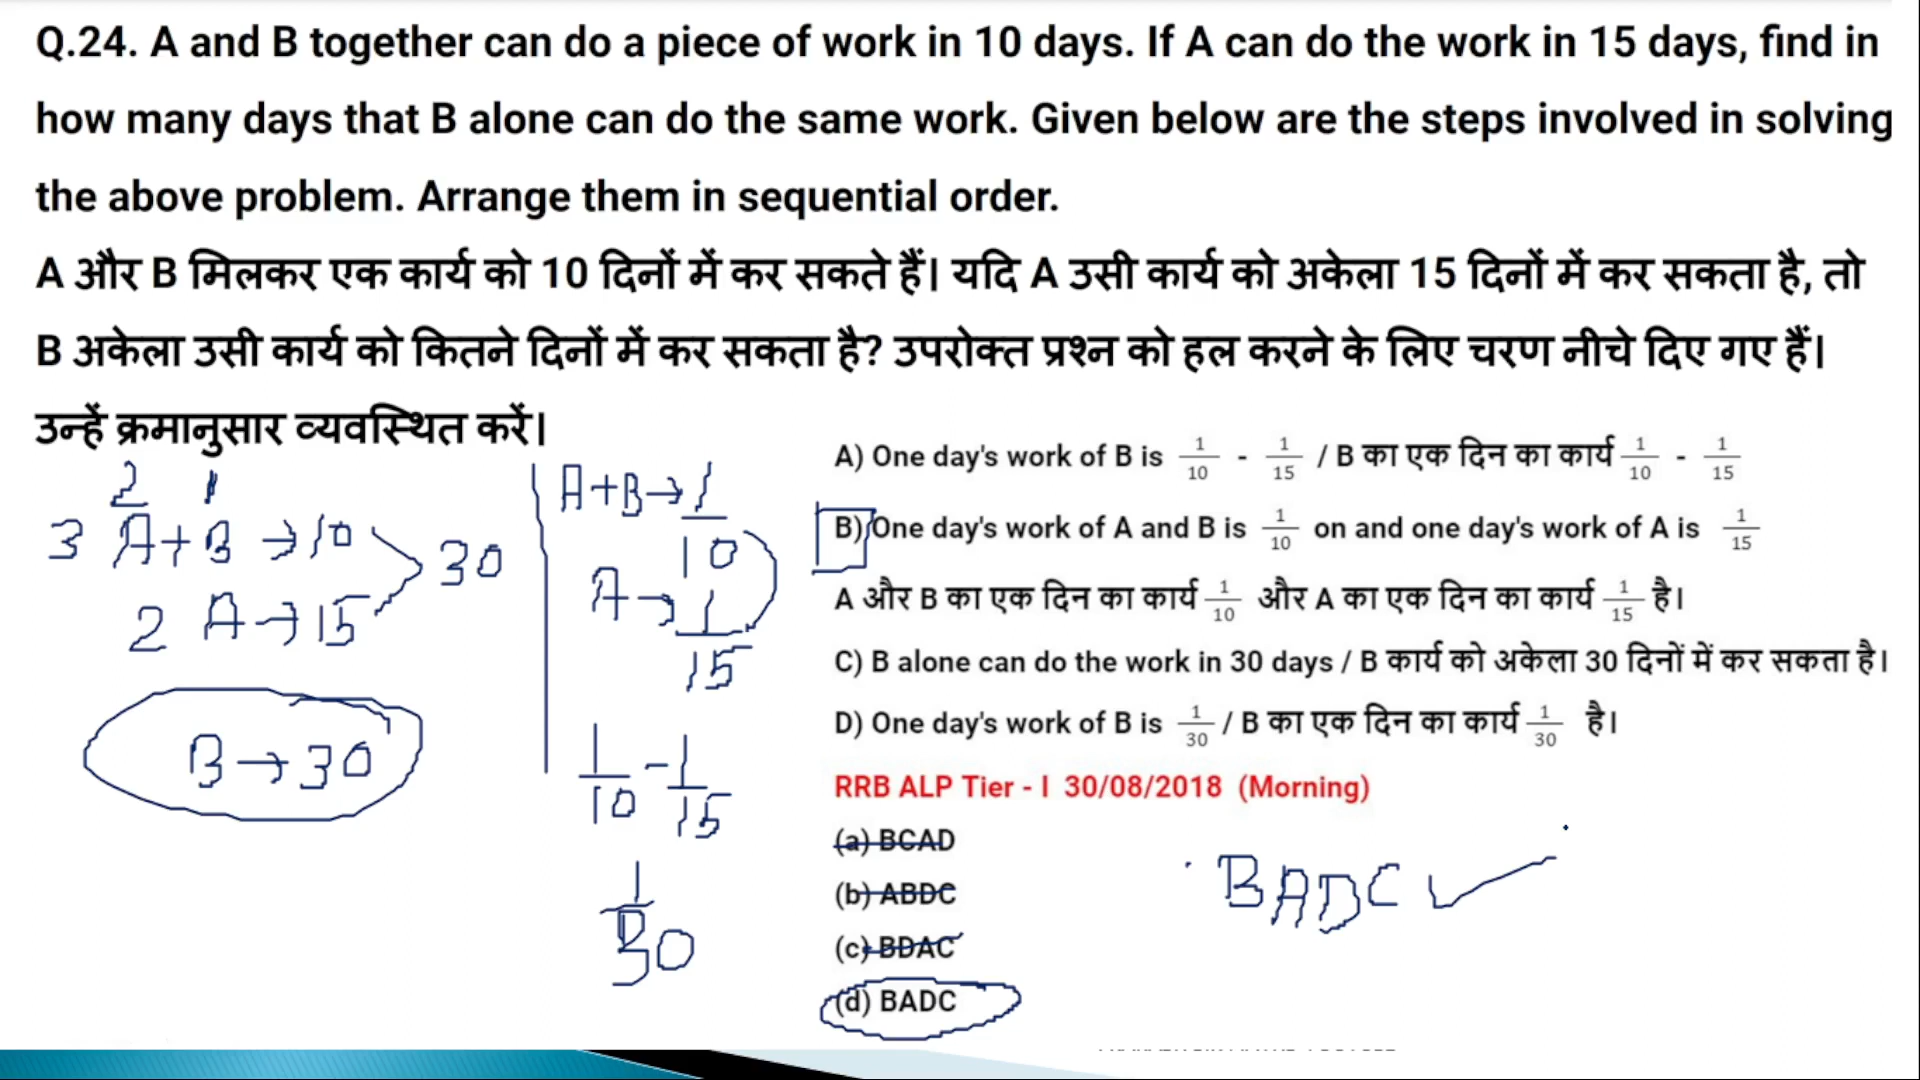 Q.24. A and B together can do a piece of work in 10 days. If A can do the work in 15 days, find in
how many days that B alone can do the same work. Given below are the steps involved in solving
the above problem. Arrange them in sequential order.
A और B मिलकर एक कार्य को 10 दिनों में कर सकते हैं। यदि A उसी कार्य को अकेला 15 दिनों में कर सकता है, तो
B अकेला उसी कार्य को कितने दिनों में कर सकता है? उपरोक्त प्रश्न को हल करने के लिए चरण नीचे दिए गए हैं।
उन्हें क्रमानुसार व्यवस्थित करें।
2 1
3 A+B → 10
30
2 A → 15
B → 30
A+B → 1/10
A → 1/15
1/10 - 1/15
1/30
A) One day's work of B is 1/10 - 1/15 / B का एक दिन का कार्य 1/10 - 1/15
B) One day's work of A and B is 1/10 on and one day's work of A is 1/15
A और B का एक दिन का कार्य 1/10 और A का एक दिन का कार्य 1/15 है।
C) B alone can do the work in 30 days / B कार्य को अकेला 30 दिनों में कर सकता है।
D) One day's work of B is 1/30 / B का एक दिन का कार्य 1/30 है।
RRB ALP Tier - I 30/08/2018 (Morning)
(a) BCAD
(b) ABDC
(c) BDAC
(d) BADC
BADC ✓